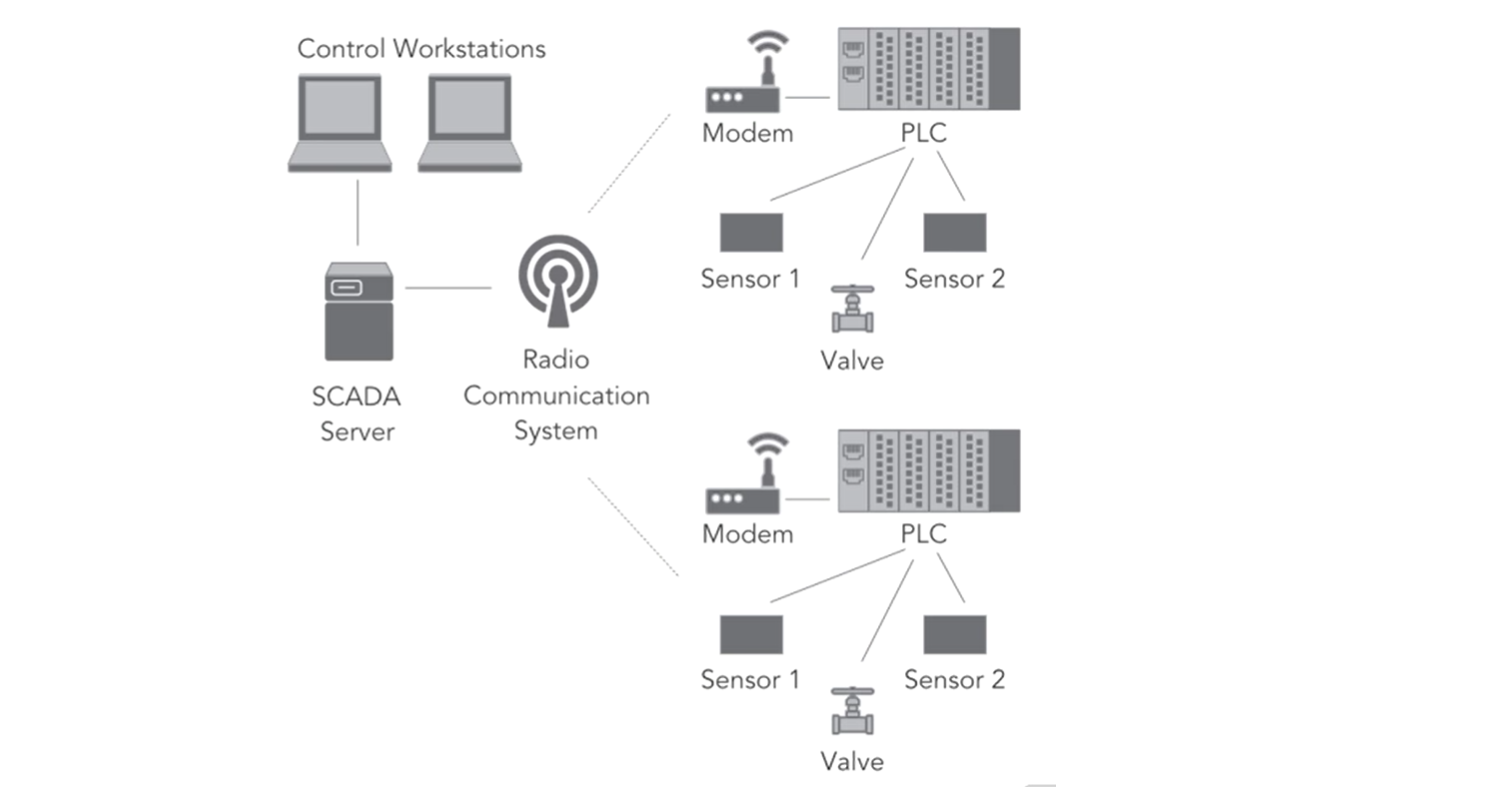 Control Workstations
SCADA
Server
Radio
Communication
System
Modem
PLC
Sensor 1
Sensor 2
Valve
Modem
PLC
Sensor 1
Sensor 2
Valve